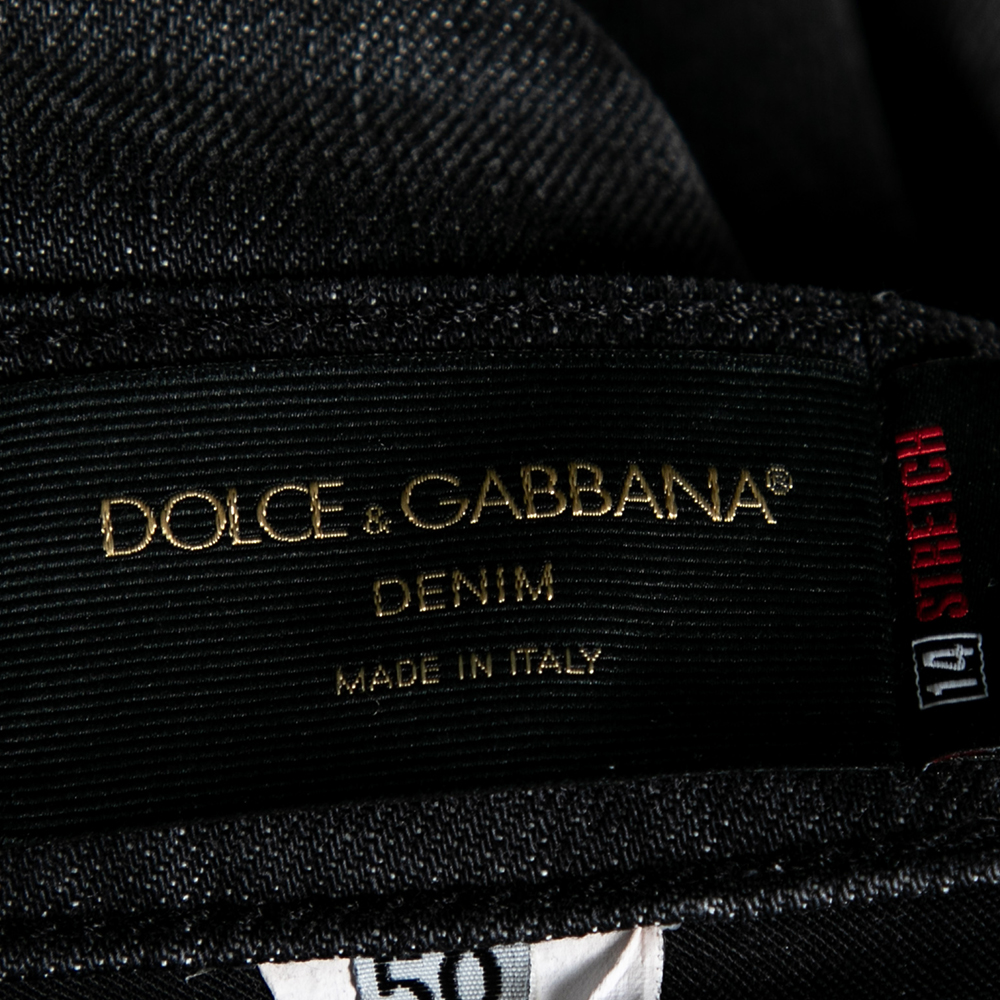 DOLCE & GABBANA®
DENIM
MADE IN ITALY
STRETCH
14
50